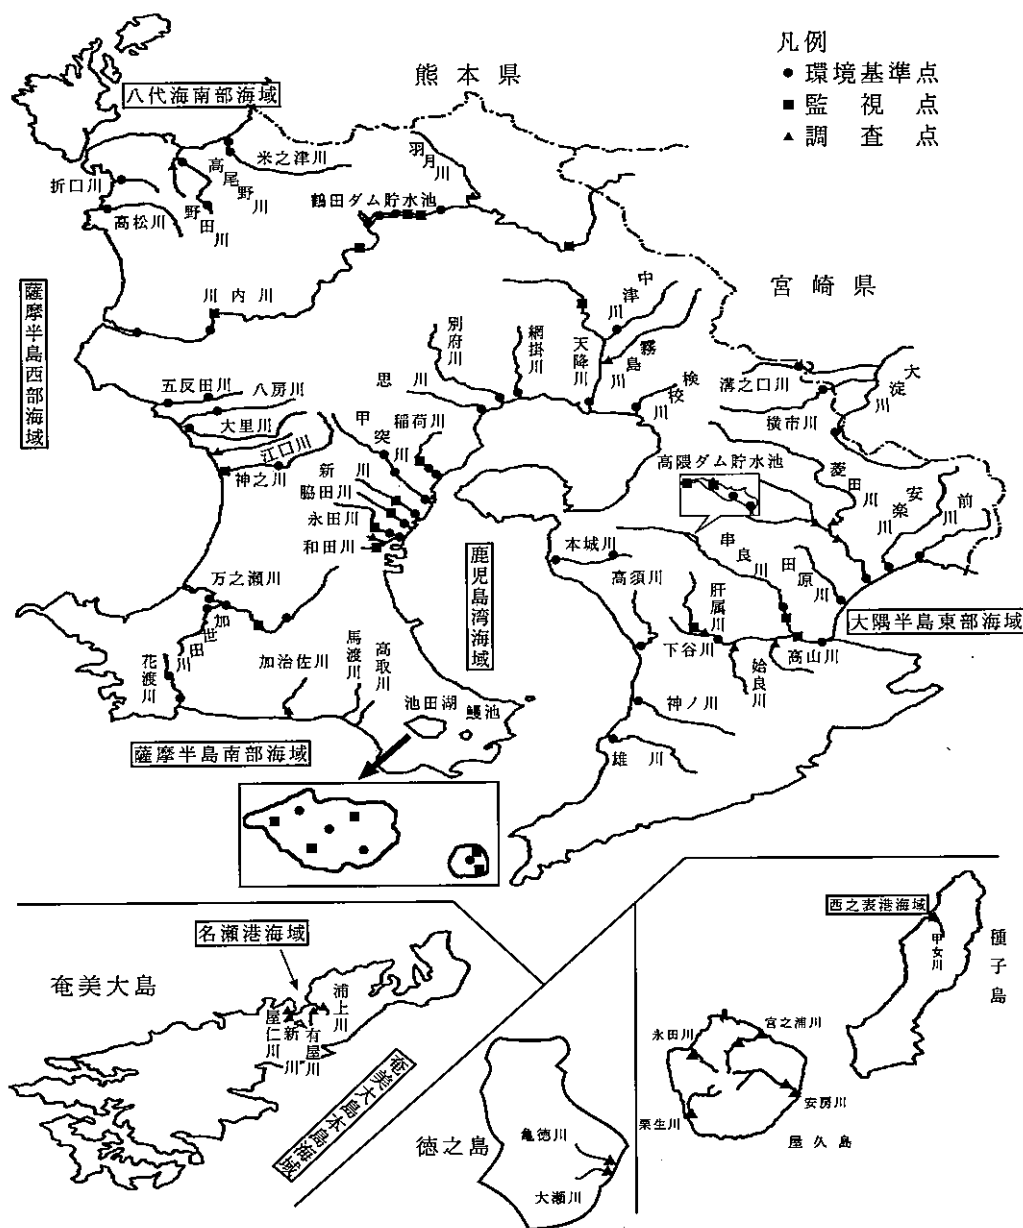 凡例
● 環境基準点
■ 監視点
▲ 調査点
熊本県
八代海南部海域
米之津川
羽月川
高尾野川
折口川
野田川
高松川
鶴田ダム貯水池
宮崎県
薩摩半島西部海域
川内川
中津川
別府川
網掛川
天降川
霧島川
検校川
思川
溝之口川
大淀川
横市川
五反田川
八房川
大里川
江口川
神之川
甲突川
稲荷川
新川
脇田川
永田川
和田川
高隈ダム貯水池
菱田川
安楽川
前川
鹿児島湾海域
本城川
高須川
串良川
田原川
肝属川
大隅半島東部海域
下谷川
高山川
姶良川
神ノ川
雄川
万之瀬川
加世田川
花渡川
加治佐川
馬渡川
高取川
池田湖
鰻池
薩摩半島南部海域
名瀬港海域
奄美大島
浦上川
屋仁川
新川
有屋川
奄美大島本島海域
徳之島
亀徳川
大瀬川
西之表港海域
甲女川
種子島
永田川
宮之浦川
安房川
栗生川
屋久島